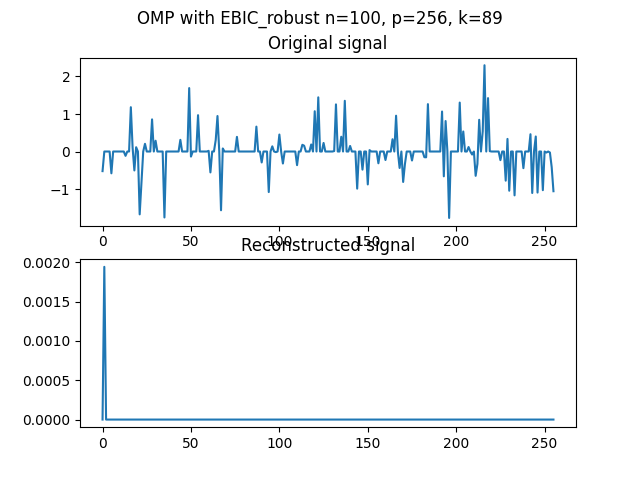 OMP with EBIC_robust n=100, p=256, k=89
Original signal
2
1
0
−1
0 50 100 150 200 250
Reconstructed signal
0.0020
0.0015
0.0010
0.0005
0.0000
0 50 100 150 200 250